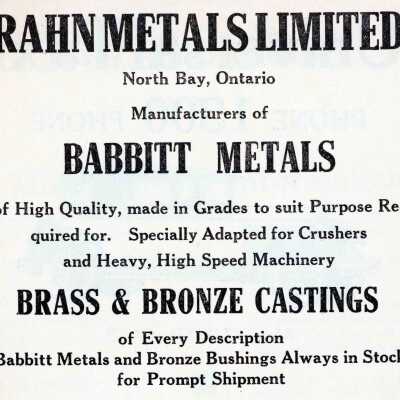 RAHN METALS LIMITED
North Bay, Ontario
Manufacturers of
BABBITT METALS
of High Quality, made in Grades to suit Purpose Re
quired for. Specially Adapted for Crushers
and Heavy, High Speed Machinery
BRASS & BRONZE CASTINGS
of Every Description
Babbitt Metals and Bronze Bushings Always in Stock
for Prompt Shipment